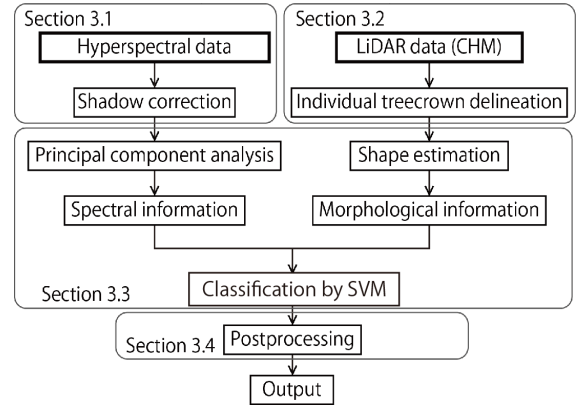 Section 3.1
Hyperspectral data
Shadow correction
Section 3.2
LiDAR data (CHM)
Individual treecrown delineation
Principal component analysis
Shape estimation
Spectral information
Morphological information
Classification by SVM
Section 3.3
Postprocessing
Section 3.4
Output